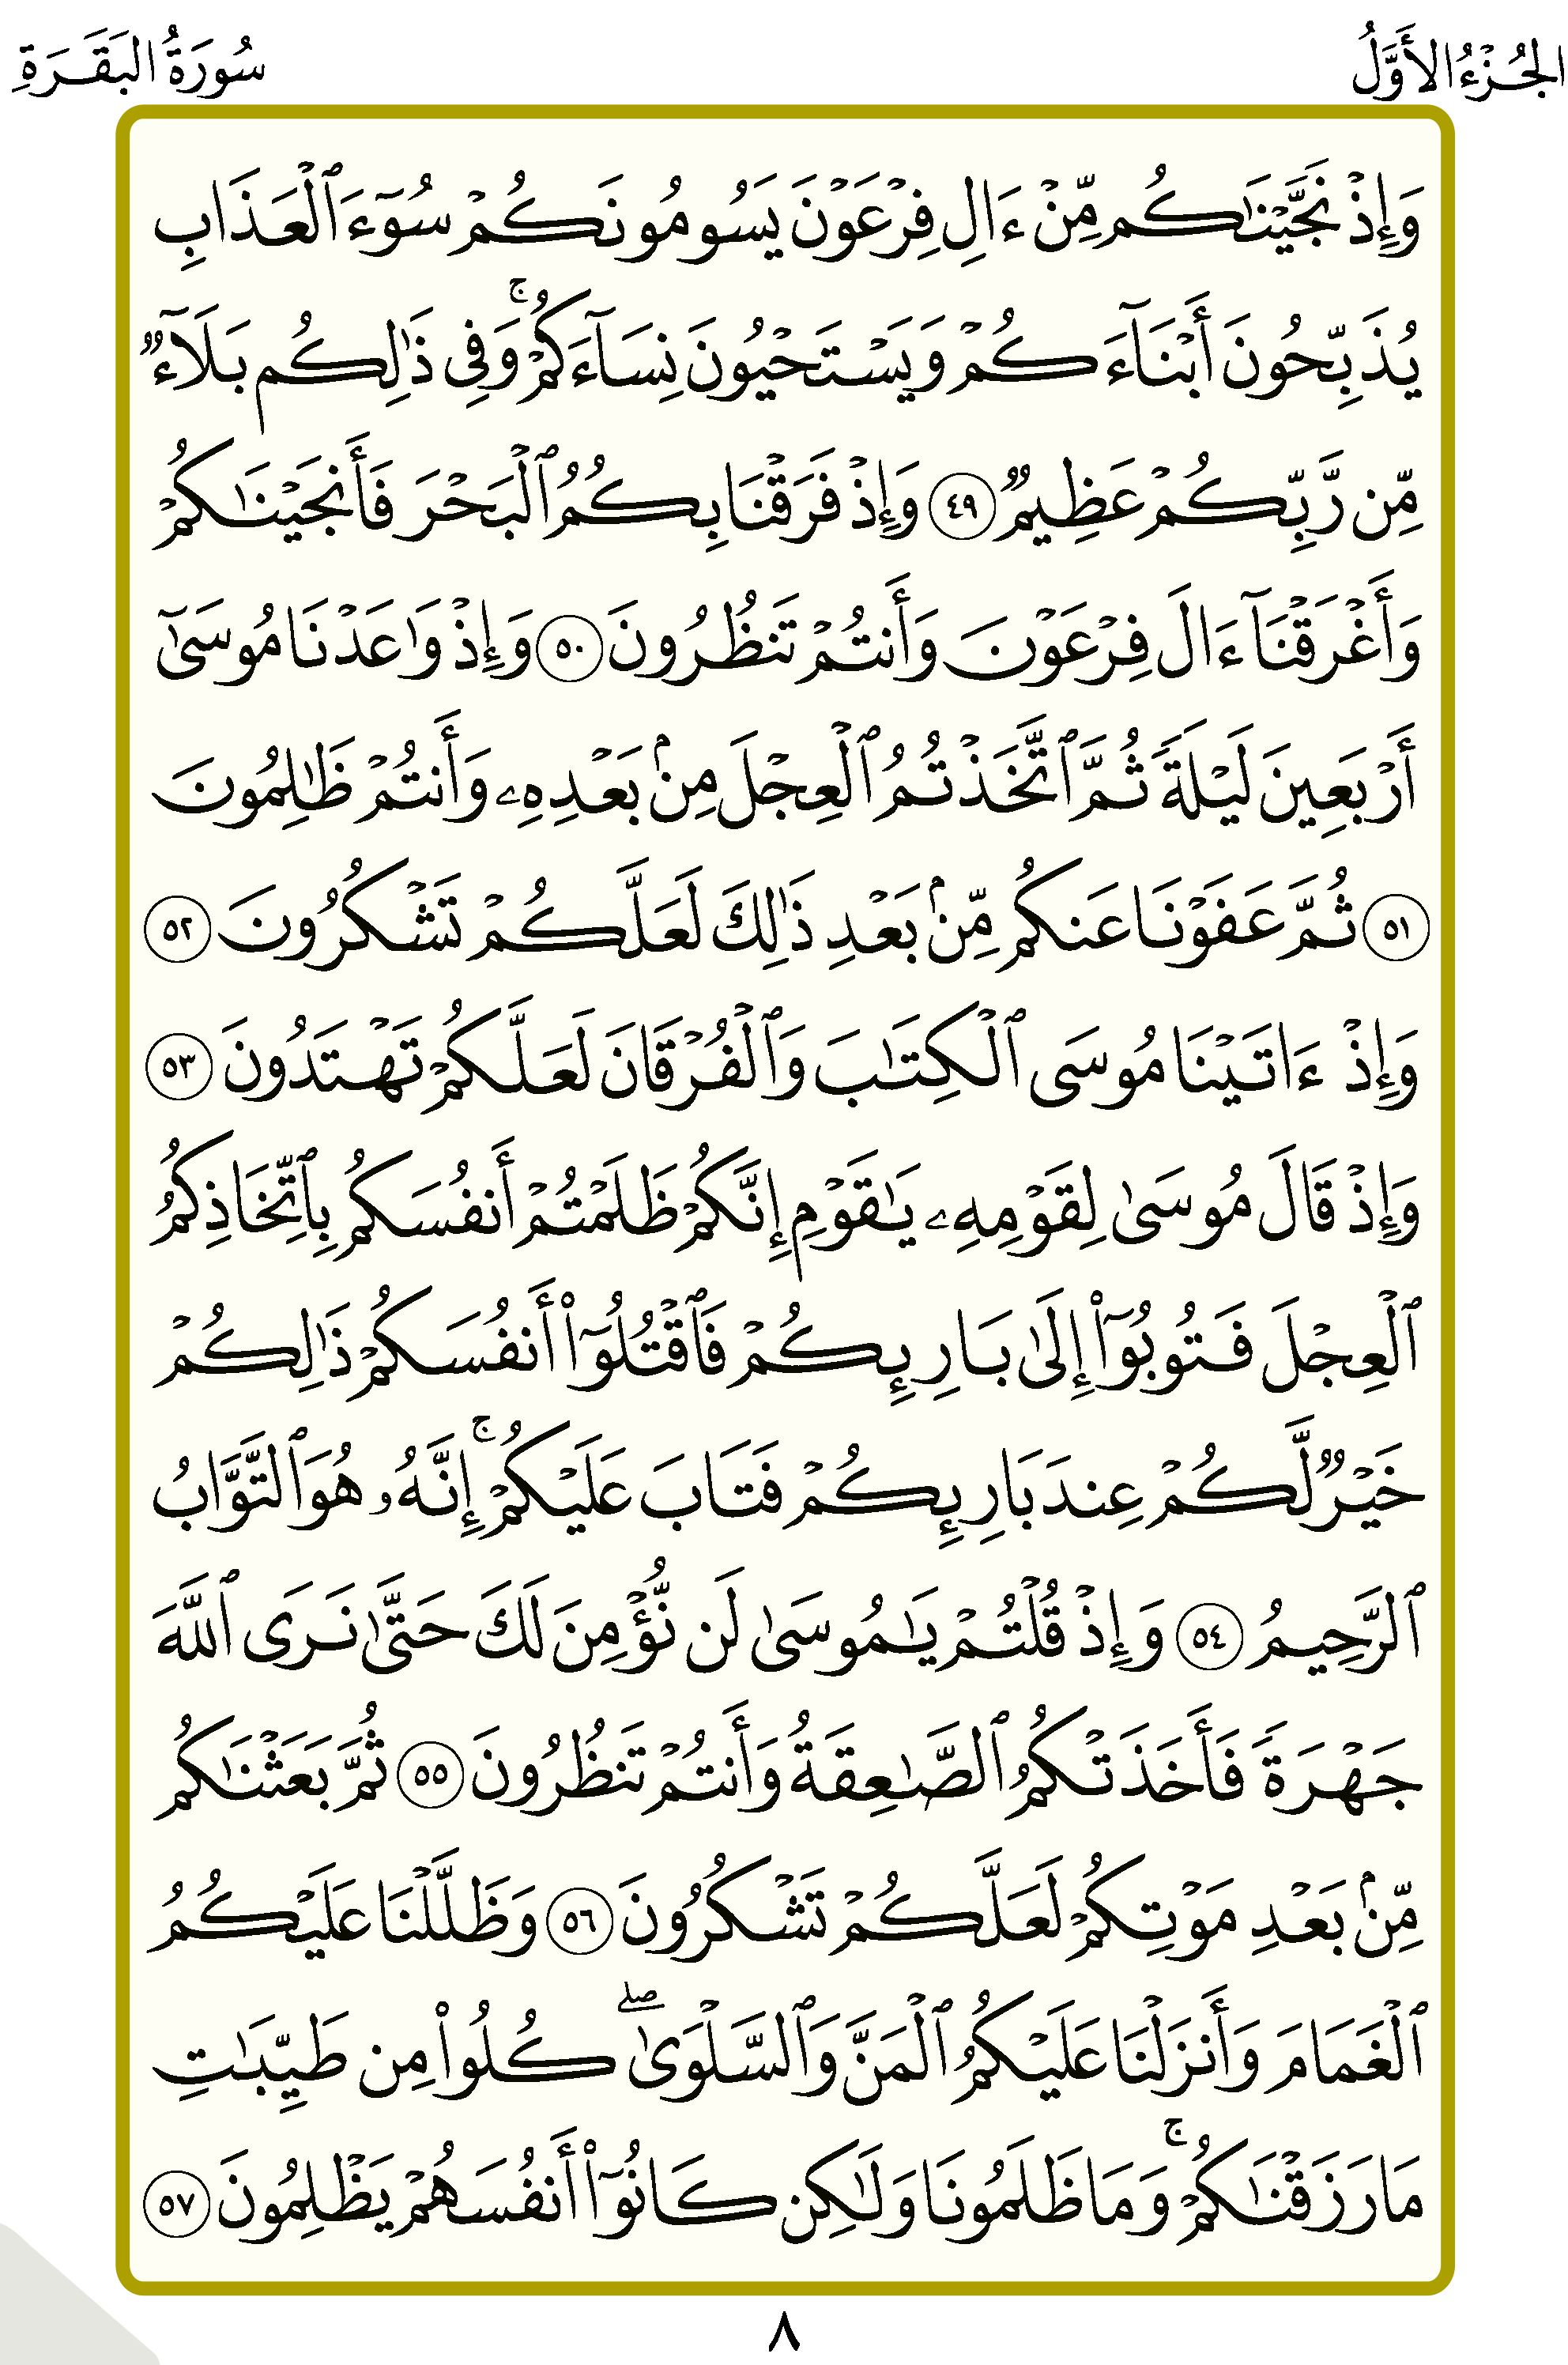 الجُزْءُ الأَوَّلُ
سُورَةُ البَقَرَةِ
وَإِذْ نَجَّيْنَٰكُم مِّنْ ءَالِ فِرْعَوْنَ يَسُومُونَكُمْ سُوٓءَ ٱلْعَذَابِ
يُذَبِّحُونَ أَبْنَآءَكُمْ وَيَسْتَحْيُونَ نِسَآءَكُمْ ۚ وَفِى ذَٰلِكُم بَلَآءٌ
مِّن رَّبِّكُمْ عَظِيمٌ ٤٩ وَإِذْ فَرَقْنَا بِكُمُ ٱلْبَحْرَ فَأَنجَيْنَٰكُمْ
وَأَغْرَقْنَآ ءَالَ فِرْعَوْنَ وَأَنتُمْ تَنظُرُونَ ٥٠ وَإِذْ وَٰعَدْنَا مُوسَىٰٓ
أَرْبَعِينَ لَيْلَةً ثُمَّ ٱتَّخَذْتُمُ ٱلْعِجْلَ مِنۢ بَعْدِهِۦ وَأَنتُمْ ظَٰلِمُونَ
٥١ ثُمَّ عَفَوْنَا عَنكُم مِّنۢ بَعْدِ ذَٰلِكَ لَعَلَّكُمْ تَشْكُرُونَ ٥٢
وَإِذْ ءَاتَيْنَا مُوسَى ٱلْكِتَٰبَ وَٱلْفُرْقَانَ لَعَلَّكُمْ تَهْتَدُونَ ٥٣
وَإِذْ قَالَ مُوسَىٰ لِقَوْمِهِۦ يَٰقَوْمِ إِنَّكُمْ ظَلَمْتُمْ أَنفُسَكُم بِٱتِّخَاذِكُمُ
ٱلْعِجْلَ فَتُوبُوٓا۟ إِلَىٰ بَارِئِكُمْ فَٱقْتُلُوٓا۟ أَنفُسَكُمْ ذَٰلِكُمْ
خَيْرٌ لَّكُمْ عِندَ بَارِئِكُمْ فَتَابَ عَلَيْكُمْ ۚ إِنَّهُۥ هُوَ ٱلتَّوَّابُ
ٱلرَّحِيمُ ٥٤ وَإِذْ قُلْتُمْ يَٰمُوسَىٰ لَن نُّؤْمِنَ لَكَ حَتَّىٰ نَرَى ٱللَّهَ
جَهْرَةً فَأَخَذَتْكُمُ ٱلصَّٰعِقَةُ وَأَنتُمْ تَنظُرُونَ ٥٥ ثُمَّ بَعَثْنَٰكُم
مِّنۢ بَعْدِ مَوْتِكُمْ لَعَلَّكُمْ تَشْكُرُونَ ٥٦ وَظَلَّلْنَا عَلَيْكُمُ
ٱلْغَمَامَ وَأَنزَلْنَا عَلَيْكُمُ ٱلْمَنَّ وَٱلسَّلْوَىٰ ۖ كُلُوا۟ مِن طَيِّبَٰتِ
مَا رَزَقْنَٰكُمْ ۚ وَمَا ظَلَمُونَا وَلَٰكِن كَانُوٓا۟ أَنفُسَهُمْ يَظْلِمُونَ ٥٧
٨